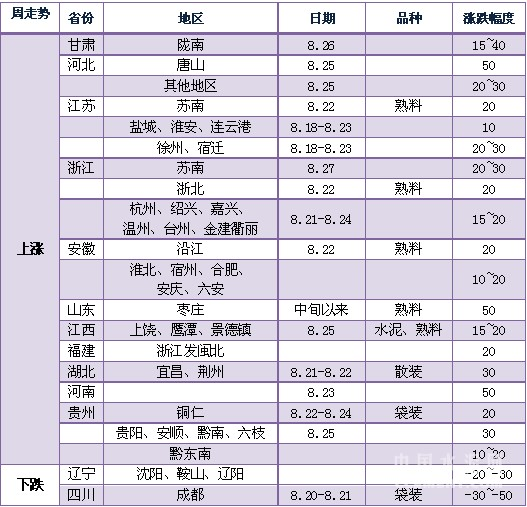 周走势 省份 地区 日期 品种 涨跌幅度
甘肃 陇南 8.26 15~40
河北 唐山 8.25 50
其他地区 8.25 20~30
江苏 苏南 8.22 熟料 20
盐城、淮安、连云港 8.18-8.23 10
徐州、宿迁 8.18-8.23 20~30
浙江 苏南 8.27 20~30
浙北 8.22 熟料 20
杭州、绍兴、嘉兴、
温州、台州、金建衢丽 8.21-8.24 15~20
上涨 安徽 沿江 8.22 熟料 20
淮北、宿州、合肥、
安庆、六安 10~20
山东 枣庄 中旬以来 熟料 50
江西 上饶、鹰潭、景德镇 8.25 水泥、熟料 15~20
福建 浙江发闽北 20
湖北 宜昌、荆州 8.21-8.22 散装 30
河南 8.23 50
贵州 铜仁 8.22-8.24 袋装 20
贵阳、安顺、黔南、六枝 8.25 30
黔东南 10~20
下跌 辽宁 沈阳、鞍山、辽阳 -20~-30
四川 成都 8.20-8.21 袋装 -30~-50